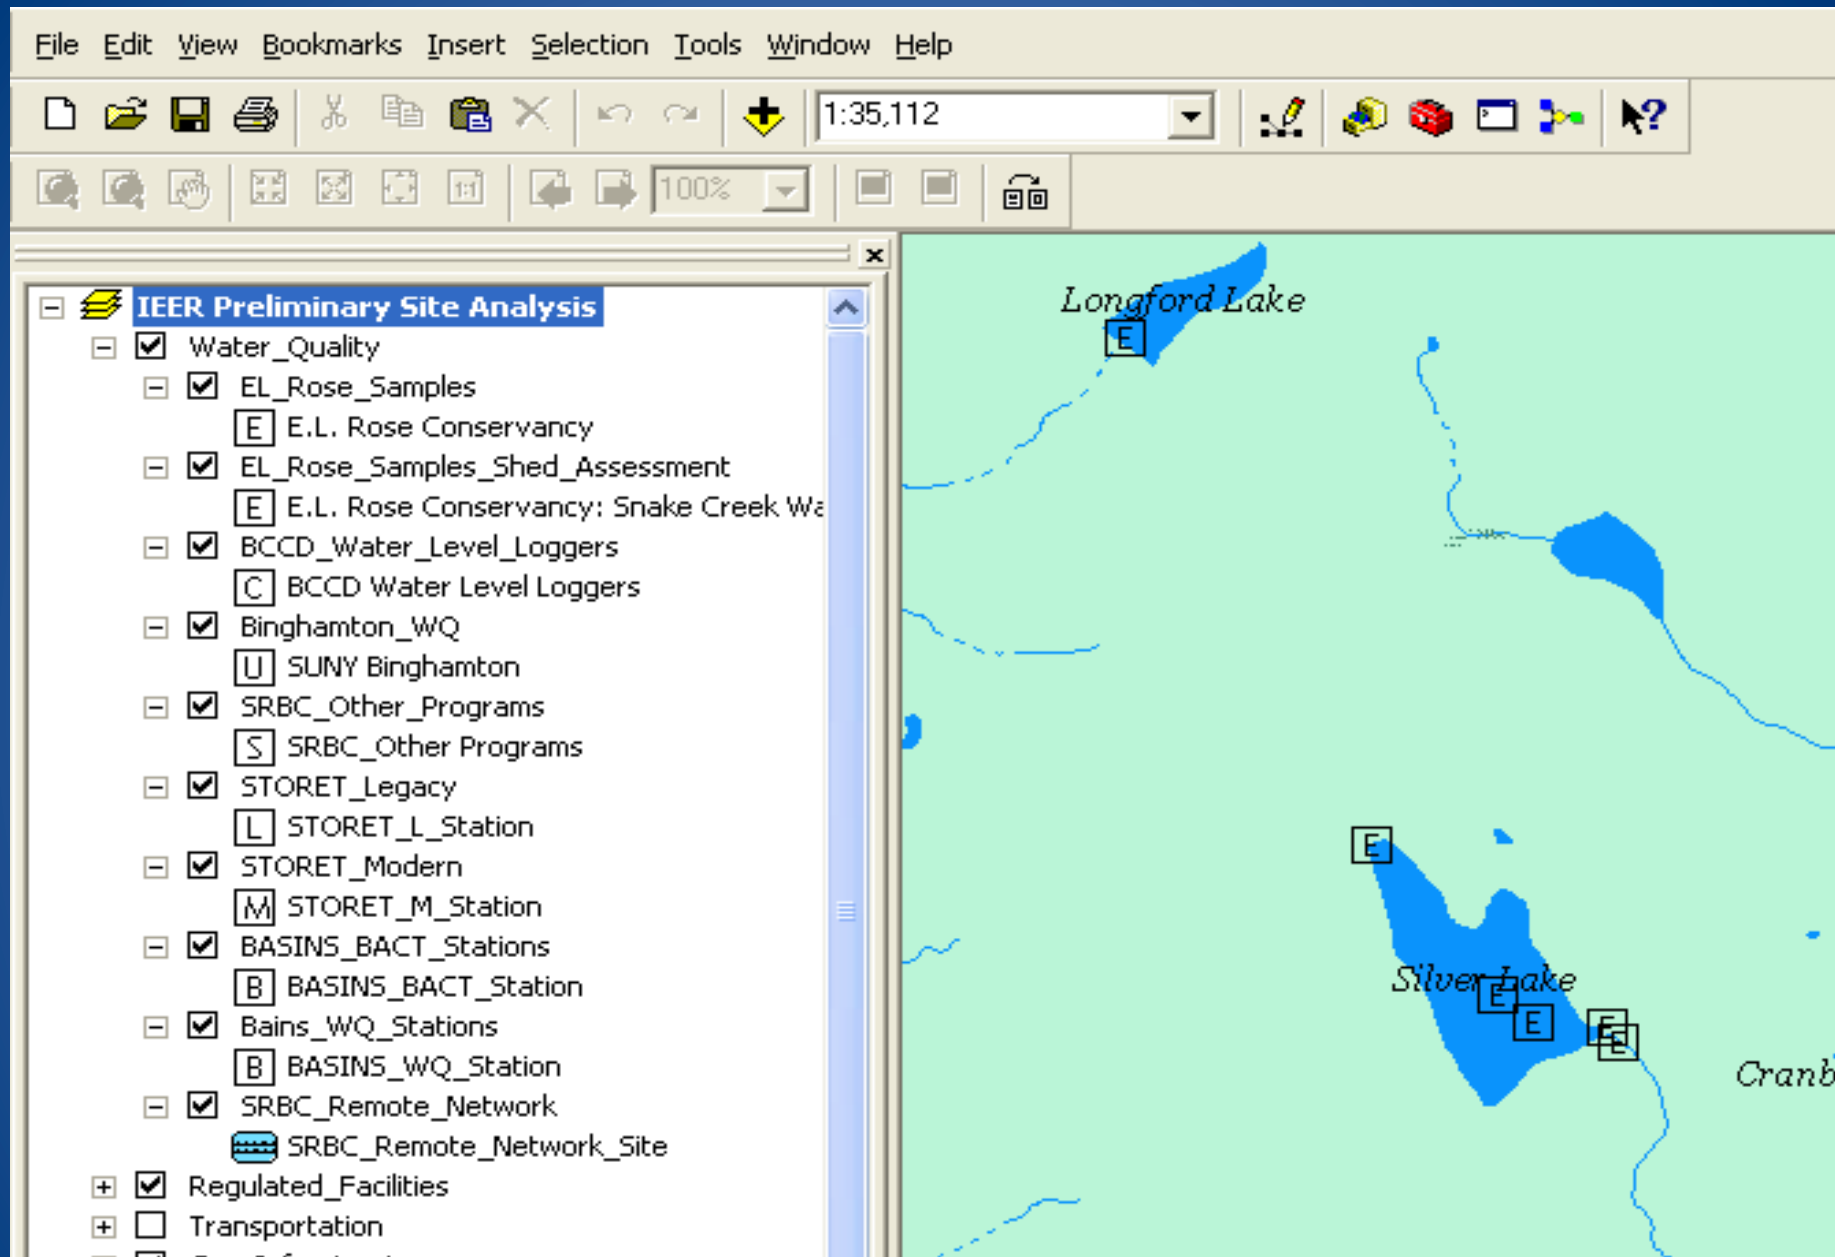 File Edit View Bookmarks Insert Selection Tools Window Help
1:35,112
1:1 100%
IEER Preliminary Site Analysis
Water_Quality
EL_Rose_Samples
E E.L. Rose Conservancy
EL_Rose_Samples_Shed_Assessment
E E.L. Rose Conservancy: Snake Creek Wa
BCCD_Water_Level_Loggers
C BCCD Water Level Loggers
Binghamton_WQ
U SUNY Binghamton
SRBC_Other_Programs
S SRBC_Other Programs
STORET_Legacy
L STORET_L_Station
STORET_Modern
M STORET_M_Station
BASINS_BACT_Stations
B BASINS_BACT_Station
Bains_WQ_Stations
B BASINS_WQ_Station
SRBC_Remote_Network
SRBC_Remote_Network_Site
Regulated_Facilities
Transportation
Longford Lake
E
E
Silver Lake
E
E
E
E
Cranb